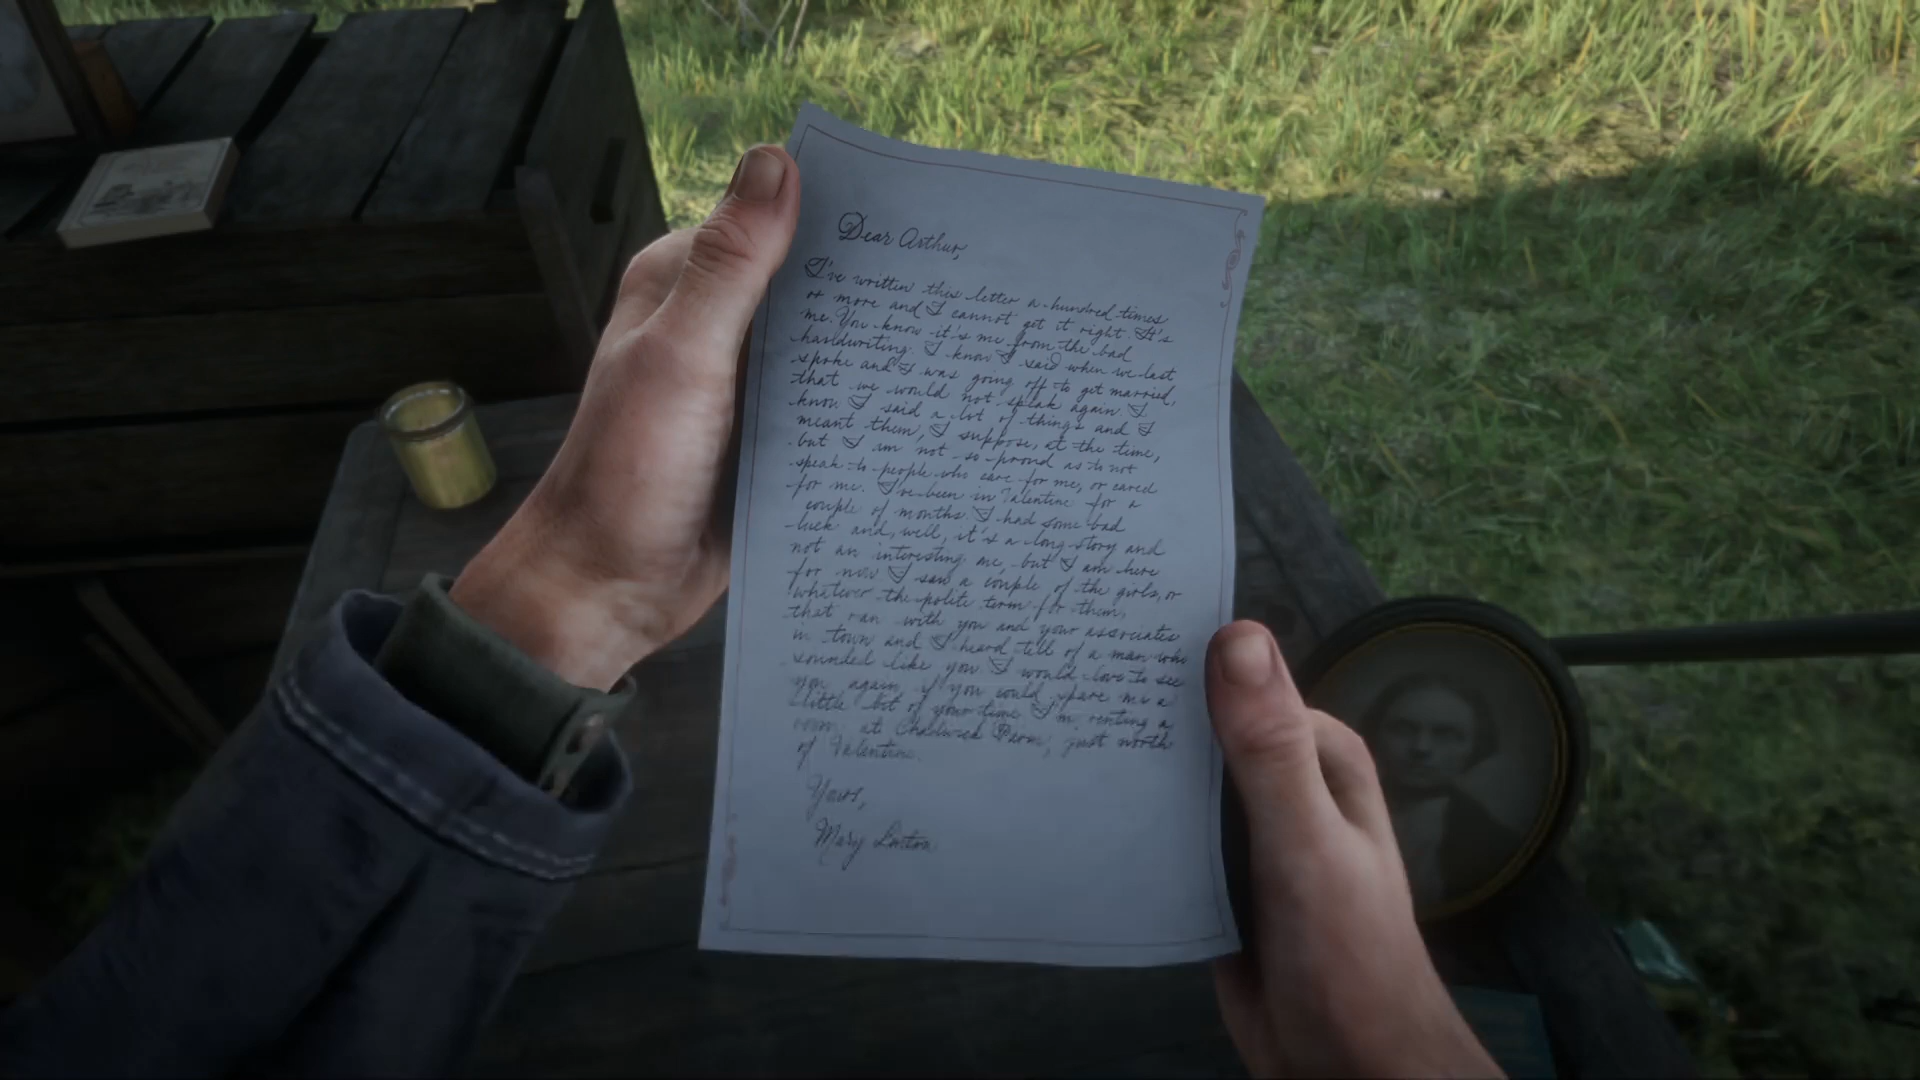 Dear Arthur,
I've written this letter a hundred times
or more and I cannot get it right. It's
me. You know it's me from the bad
handwriting. I know I said when we last
spoke and I was going off to get married,
that we would not speak again. I
know I said a lot of things and I
meant them, I suppose, at the time,
but I am not so proud as to not
speak to people who care for me, or cared
for me. I've been in Valentine for a
couple of months. I had some bad
luck and, well, it's a long story and
not an interesting one, but I am here
for now. I saw a couple of the girls, or
whatever the polite term for them,
that ran with you and your associates
in town and I heard tell of a man who
sounded like you. I would love to see
you again if you could spare me a
little bit of your time. I'm renting a
room at Chadwick Farm, just north
of Valentine.
Yours,
Mary Linton